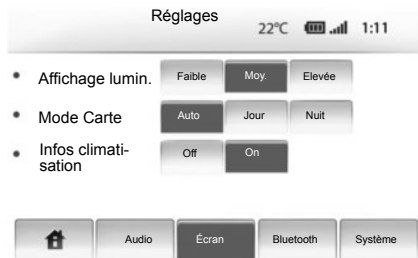 Réglages
22°C 1:11
• Affichage lumin. Faible Moy. Elevée
• Mode Carte Auto Jour Nuit
• Infos climati-
sation Off On
Audio Écran Bluetooth Système